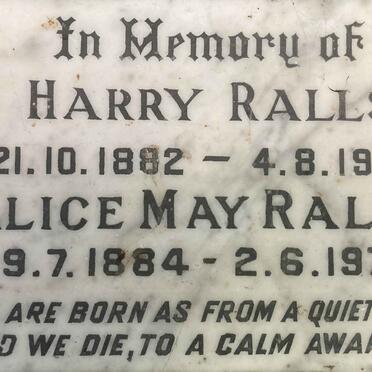 In Memory of
HARRY RALLS
21.10.1882 – 4.8.19
ALICE MAY RAL
9.7.1884 - 2.6.19
ARE BORN AS FROM A QUIET
WE DIE, TO A CALM AWA